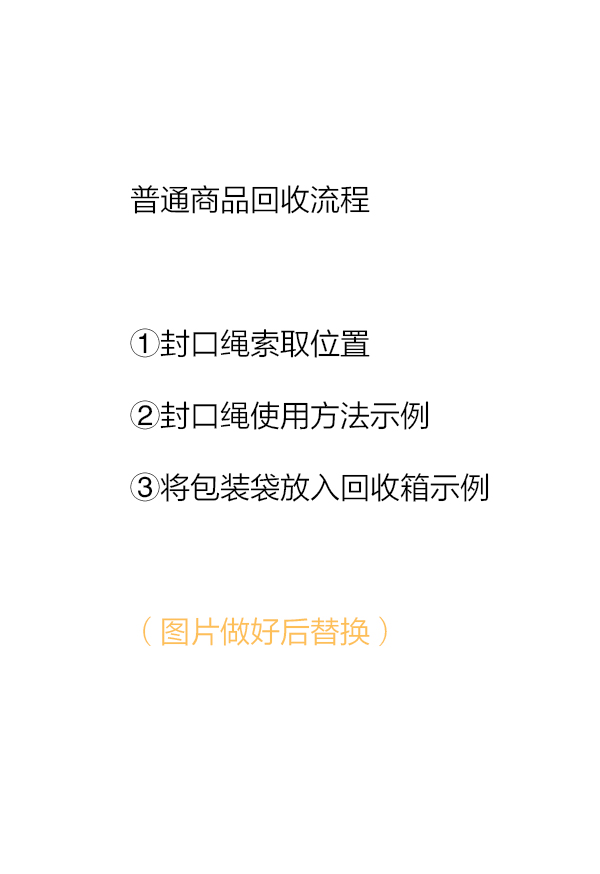 普通商品回收流程
①封口绳索取位置
②封口绳使用方法示例
③将包装袋放入回收箱示例
（图片做好后替换）